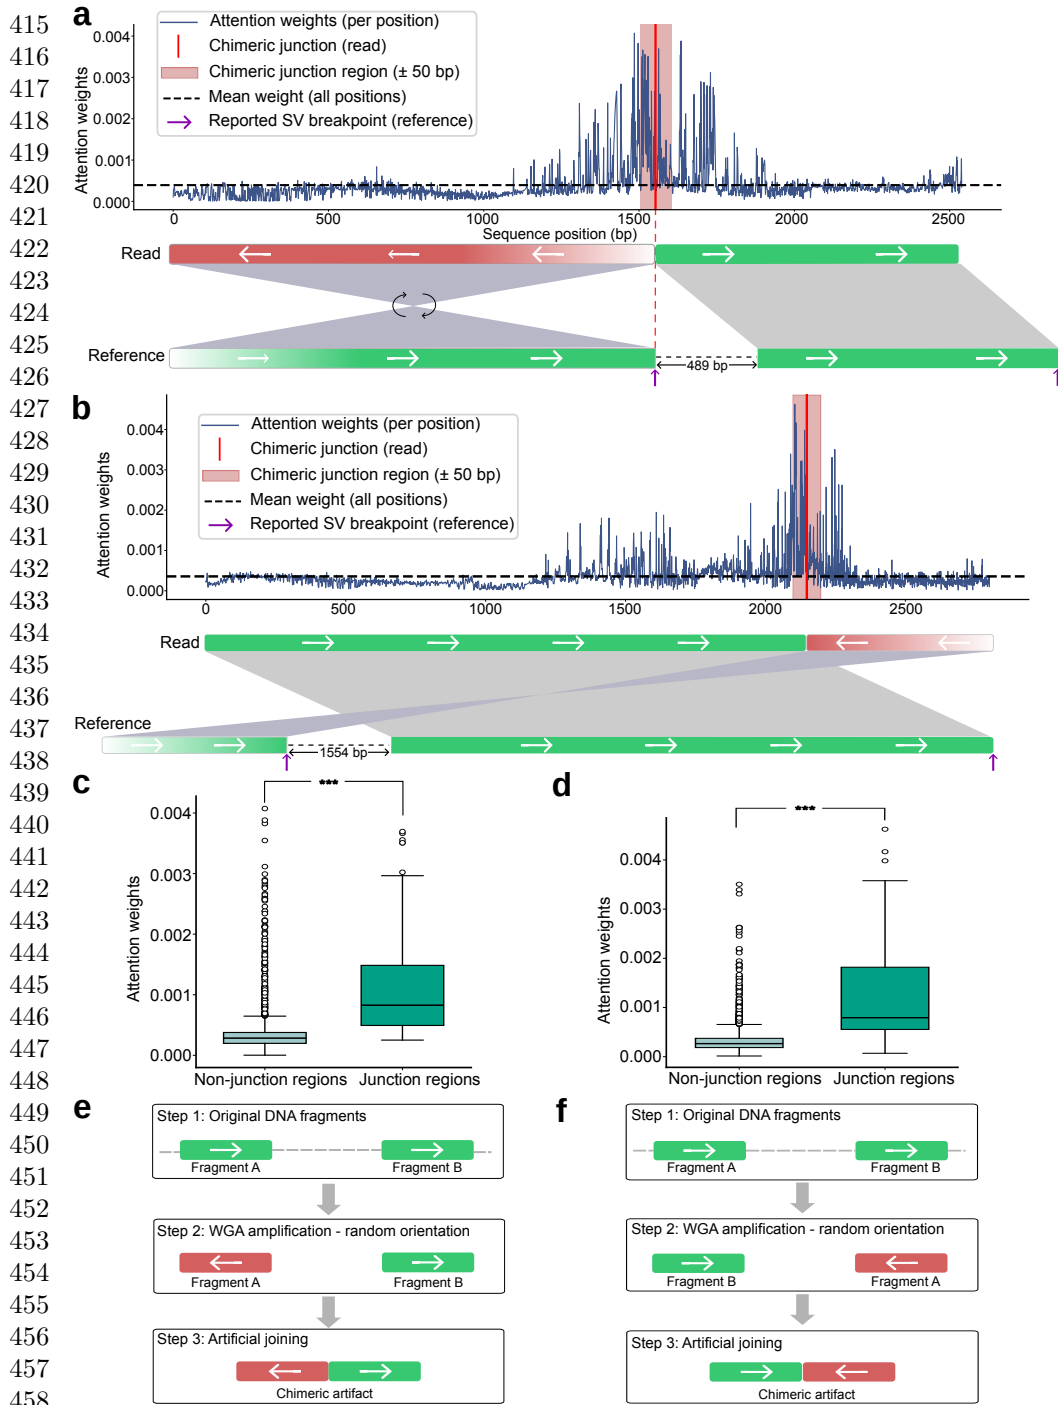 415
416
417
418
419
420
421
422
423
424
425
426
427
428
429
430
431
432
433
434
435
436
437
438
439
440
441
442
443
444
445
446
447
448
449
450
451
452
453
454
455
456
457
458
a
Attention weights (per position)
Chimeric junction (read)
Chimeric junction region (± 50 bp)
Mean weight (all positions)
Reported SV breakpoint (reference)
Attention weights
0.004
0.003
0.002
0.001
0.000
0 500 1000 1500 2000 2500
Sequence position (bp)
Read
Reference
489 bp
b
Attention weights (per position)
Chimeric junction (read)
Chimeric junction region (± 50 bp)
Mean weight (all positions)
Reported SV breakpoint (reference)
Attention weights
0.004
0.003
0.002
0.001
0.000
0 500 1000 1500 2000 2500
Read
Reference
1554 bp
c
***
Attention weights
0.004
0.003
0.002
0.001
0.000
Non-junction regions Junction regions
d
***
Attention weights
0.004
0.003
0.002
0.001
0.000
Non-junction regions Junction regions
e
Step 1: Original DNA fragments
Fragment A Fragment B
Step 2: WGA amplification - random orientation
Fragment A Fragment B
Step 3: Artificial joining
Chimeric artifact
f
Step 1: Original DNA fragments
Fragment A Fragment B
Step 2: WGA amplification - random orientation
Fragment B Fragment A
Step 3: Artificial joining
Chimeric artifact